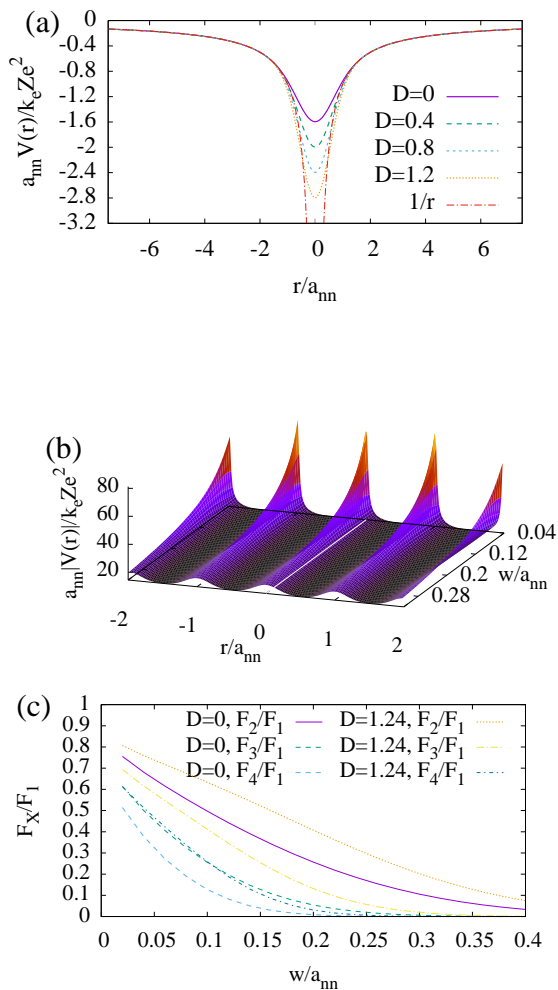 (a)
a_nn V(r)/k_e Ze^2
0
-0.4
-0.8
-1.2
-1.6
-2
-2.4
-2.8
-3.2
D=0
D=0.4
D=0.8
D=1.2
1/r
-6 -4 -2 0 2 4 6
r/a_nn
(b)
a_nn |V(r)|/k_e Ze^2
80
60
40
20
-2 -1 0 1 2
r/a_nn
0.04
0.12
0.2
0.28
w/a_nn
(c)
F_X/F_1
1
0.9
0.8
0.7
0.6
0.5
0.4
0.3
0.2
0.1
0
D=0, F_2/F_1 D=1.24, F_2/F_1
D=0, F_3/F_1 D=1.24, F_3/F_1
D=0, F_4/F_1 D=1.24, F_4/F_1
0 0.05 0.1 0.15 0.2 0.25 0.3 0.35 0.4
w/a_nn